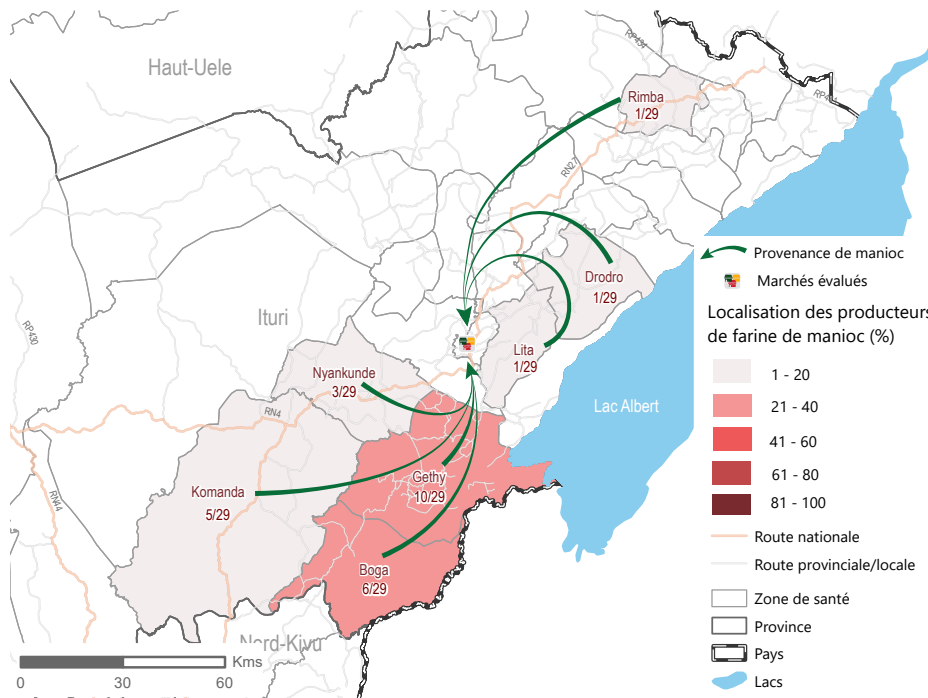 Haut-Uele
RP434
Rimba
1/29
RN27
Provenance de manioc
Marchés évalués
Drodro
1/29
Localisation des producteurs
de farine de manioc (%)
Ituri
RP430
Lita
1/29
Nyankunde
3/29
1 - 20
21 - 40
41 - 60
61 - 80
81 - 100
Lac Albert
RN4
Gethy
10/29
Komanda
5/29
RN44
Route nationale
Route provinciale/locale
Boga
6/29
Zone de santé
Province
Pays
Lacs
Nord-Kivu
Kms
0 30 60